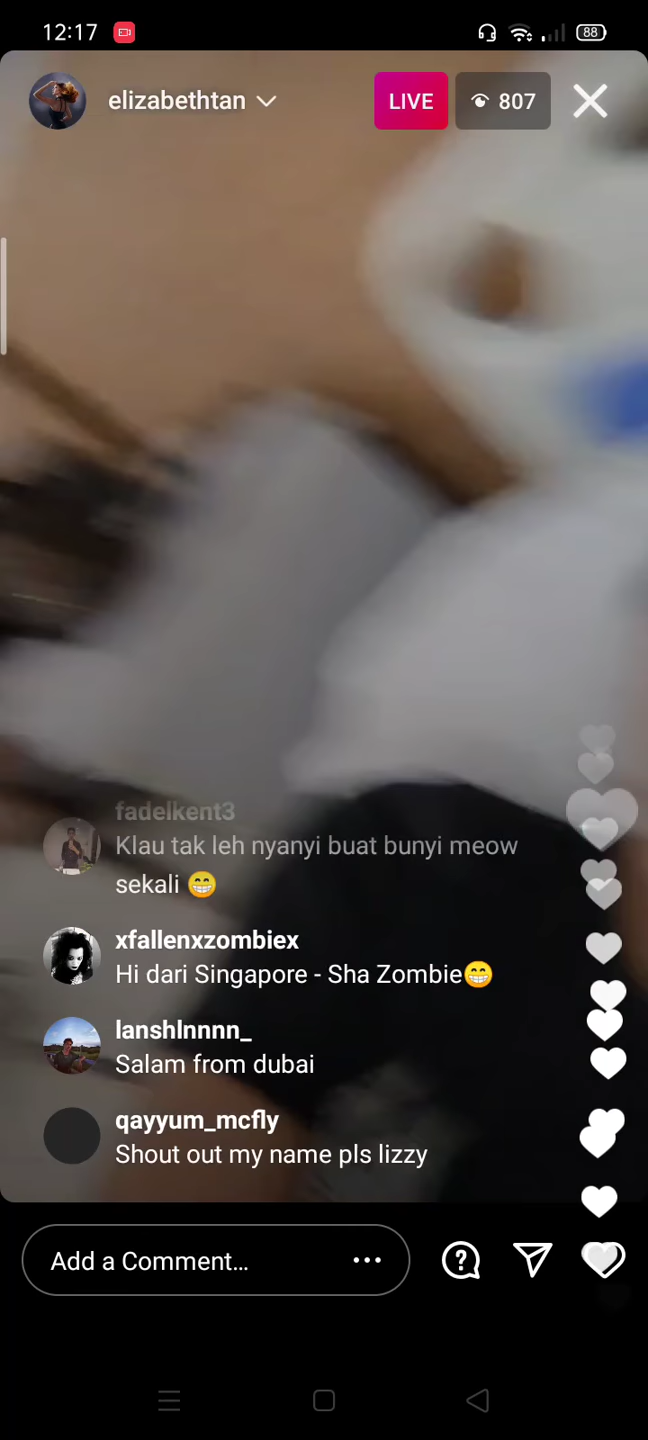 12:17
88
elizabethtan
LIVE
807
fadelkent3
Klau tak leh nyanyi buat bunyi meow
sekali 😁
xfallenxzombiex
Hi dari Singapore - Sha Zombie😁
lanshlnnnn_
Salam from dubai
qayyum_mcfly
Shout out my name pls lizzy
Add a Comment...